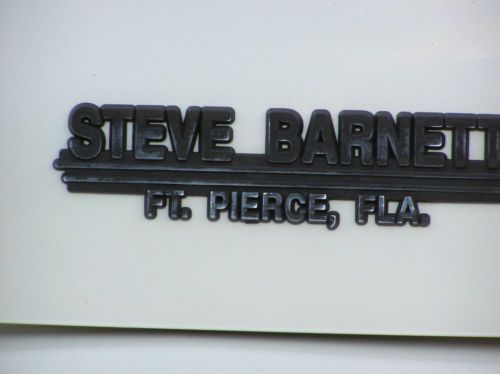 STEVE BARNETT
FT. PIERCE, FLA.